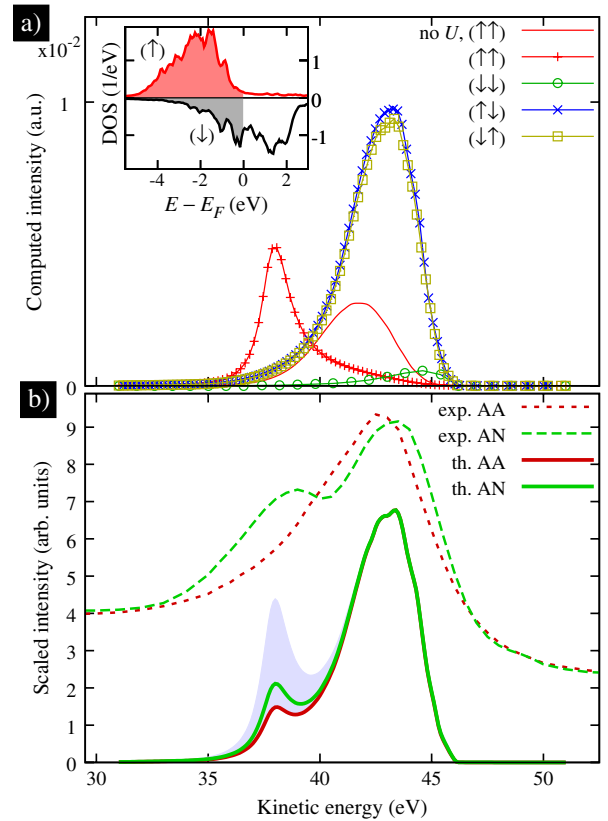 a)
x10⁻²
1
0
Computed intensity (a.u.)
no U, (↑↑)
(↑↑)
(↓↓)
(↑↓)
(↓↑)
DOS (1/eV)
(↑)
(↓)
1
0
-1
-4 -2 0 2
E − E_F (eV)
b)
9
8
7
6
5
4
3
2
1
0
Scaled intensity (arb. units)
exp. AA
exp. AN
th. AA
th. AN
30 35 40 45 50
Kinetic energy (eV)